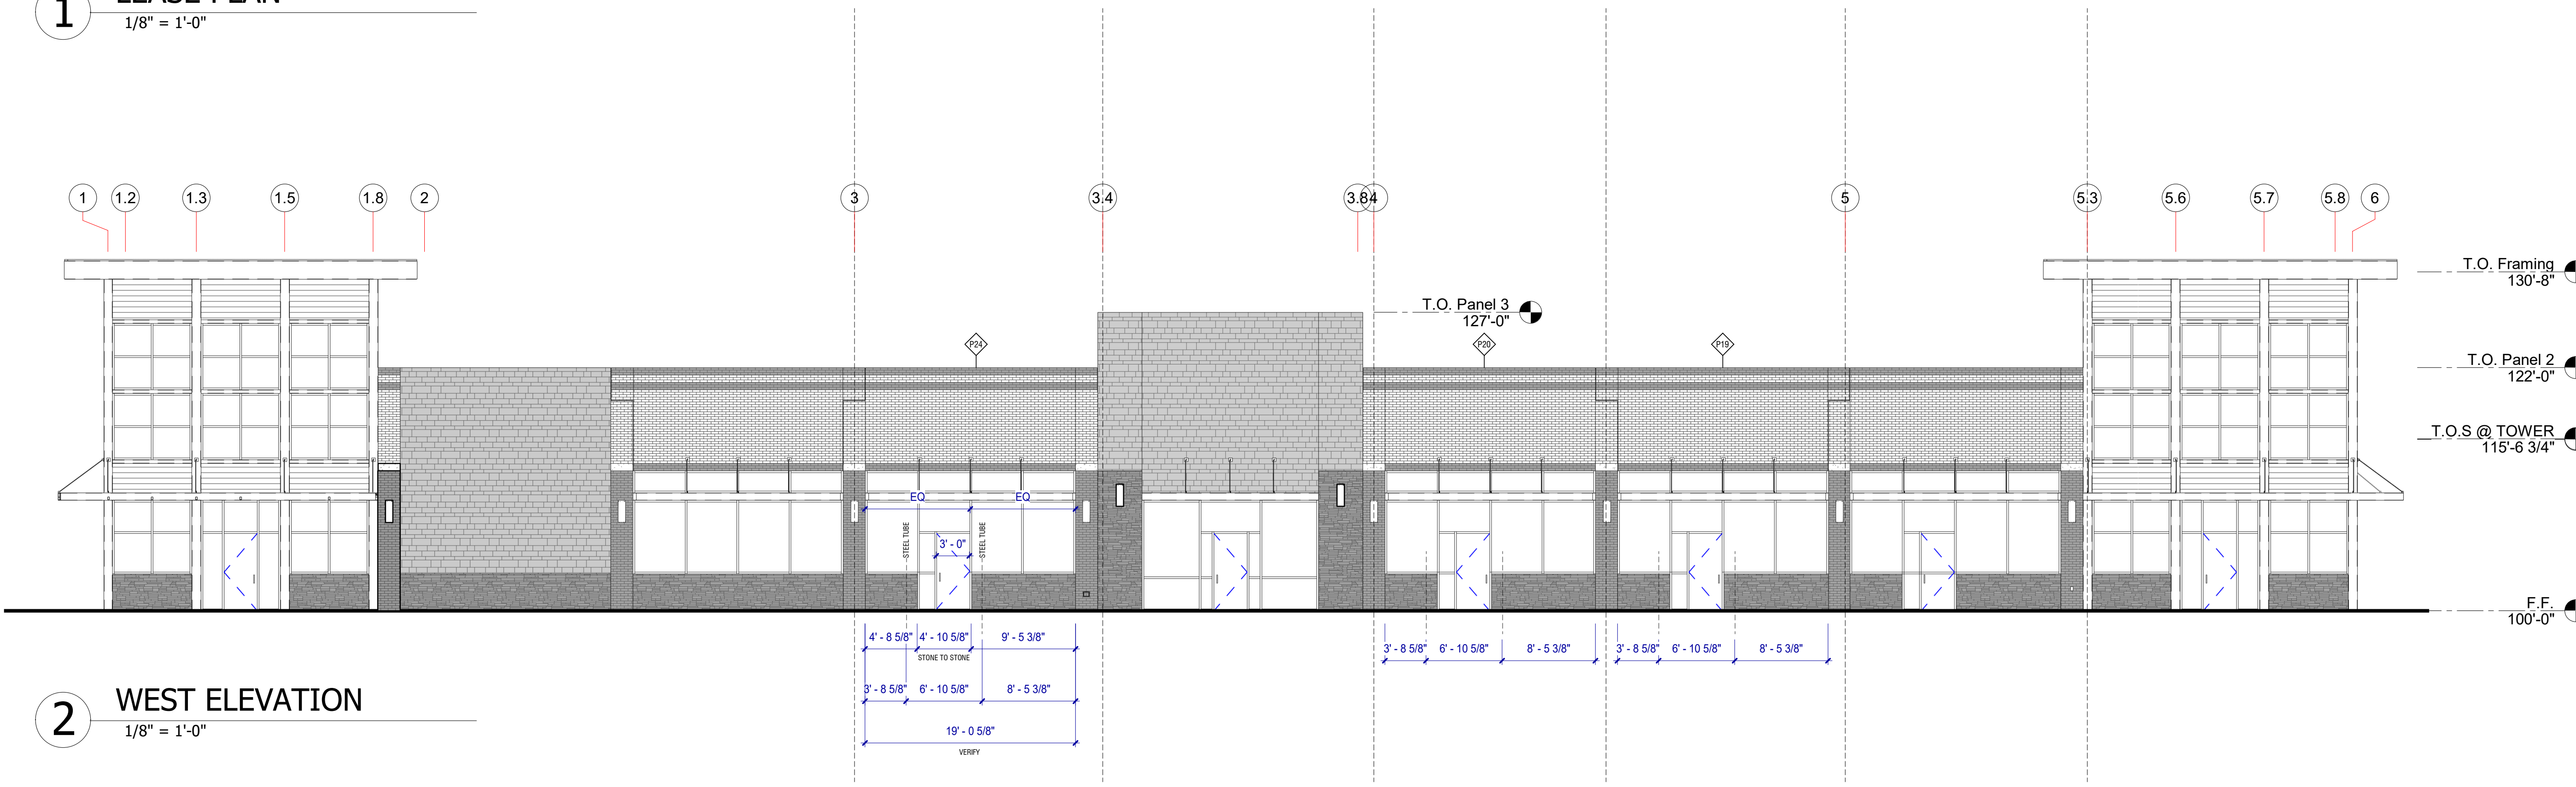 1 LEASE PLAN
1/8" = 1'-0"
1 1.2 1.3 1.5 1.8 2 3 3.4 3.8 4 5 5.3 5.6 5.7 5.8 6
T.O. Framing
130'-8"
T.O. Panel 3
127'-0"
P24 P20 P19
T.O. Panel 2
122'-0"
T.O.S @ TOWER
115'-6 3/4"
EQ EQ
STEEL TUBE STEEL TUBE
3' - 0"
F.F.
100'-0"
4' - 8 5/8" 4' - 10 5/8" 9' - 5 3/8"
STONE TO STONE
3' - 8 5/8" 6' - 10 5/8" 8' - 5 3/8" 3' - 8 5/8" 6' - 10 5/8" 8' - 5 3/8"
3' - 8 5/8" 6' - 10 5/8" 8' - 5 3/8"
19' - 0 5/8"
VERIFY
2 WEST ELEVATION
1/8" = 1'-0"